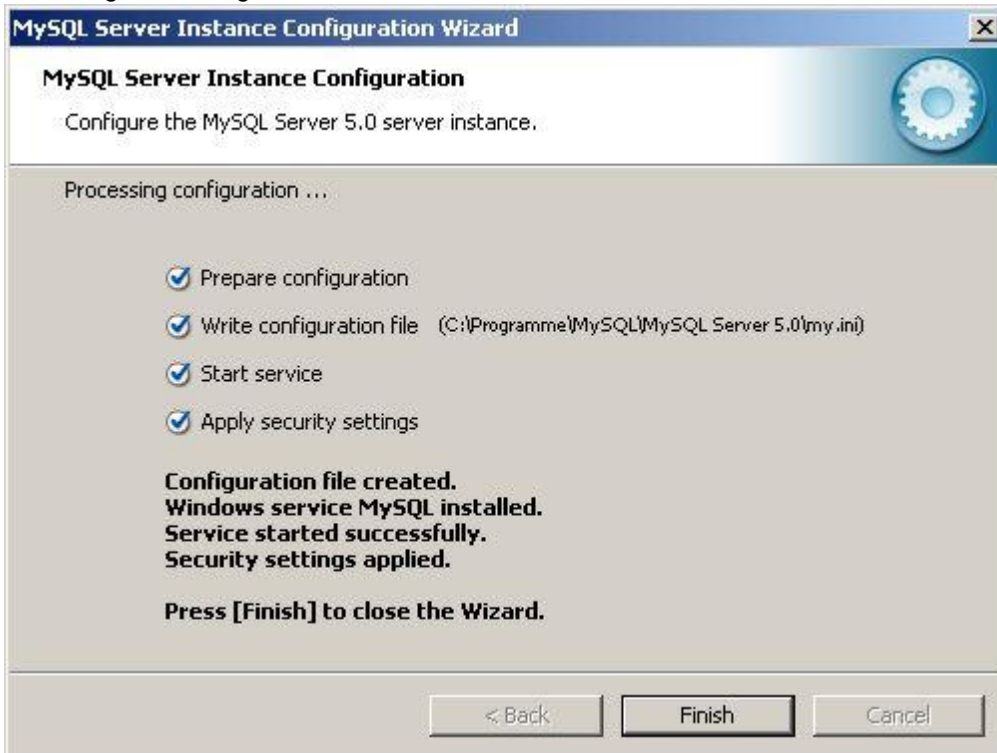 MySQL Server Instance Configuration Wizard
MySQL Server Instance Configuration
Configure the MySQL Server 5.0 server instance.
Processing configuration ...
Prepare configuration
Write configuration file (C:\Programme\MySQL\MySQL Server 5.0\my.ini)
Start service
Apply security settings
Configuration file created.
Windows service MySQL installed.
Service started successfully.
Security settings applied.
Press [Finish] to close the Wizard.
< Back Finish Cancel